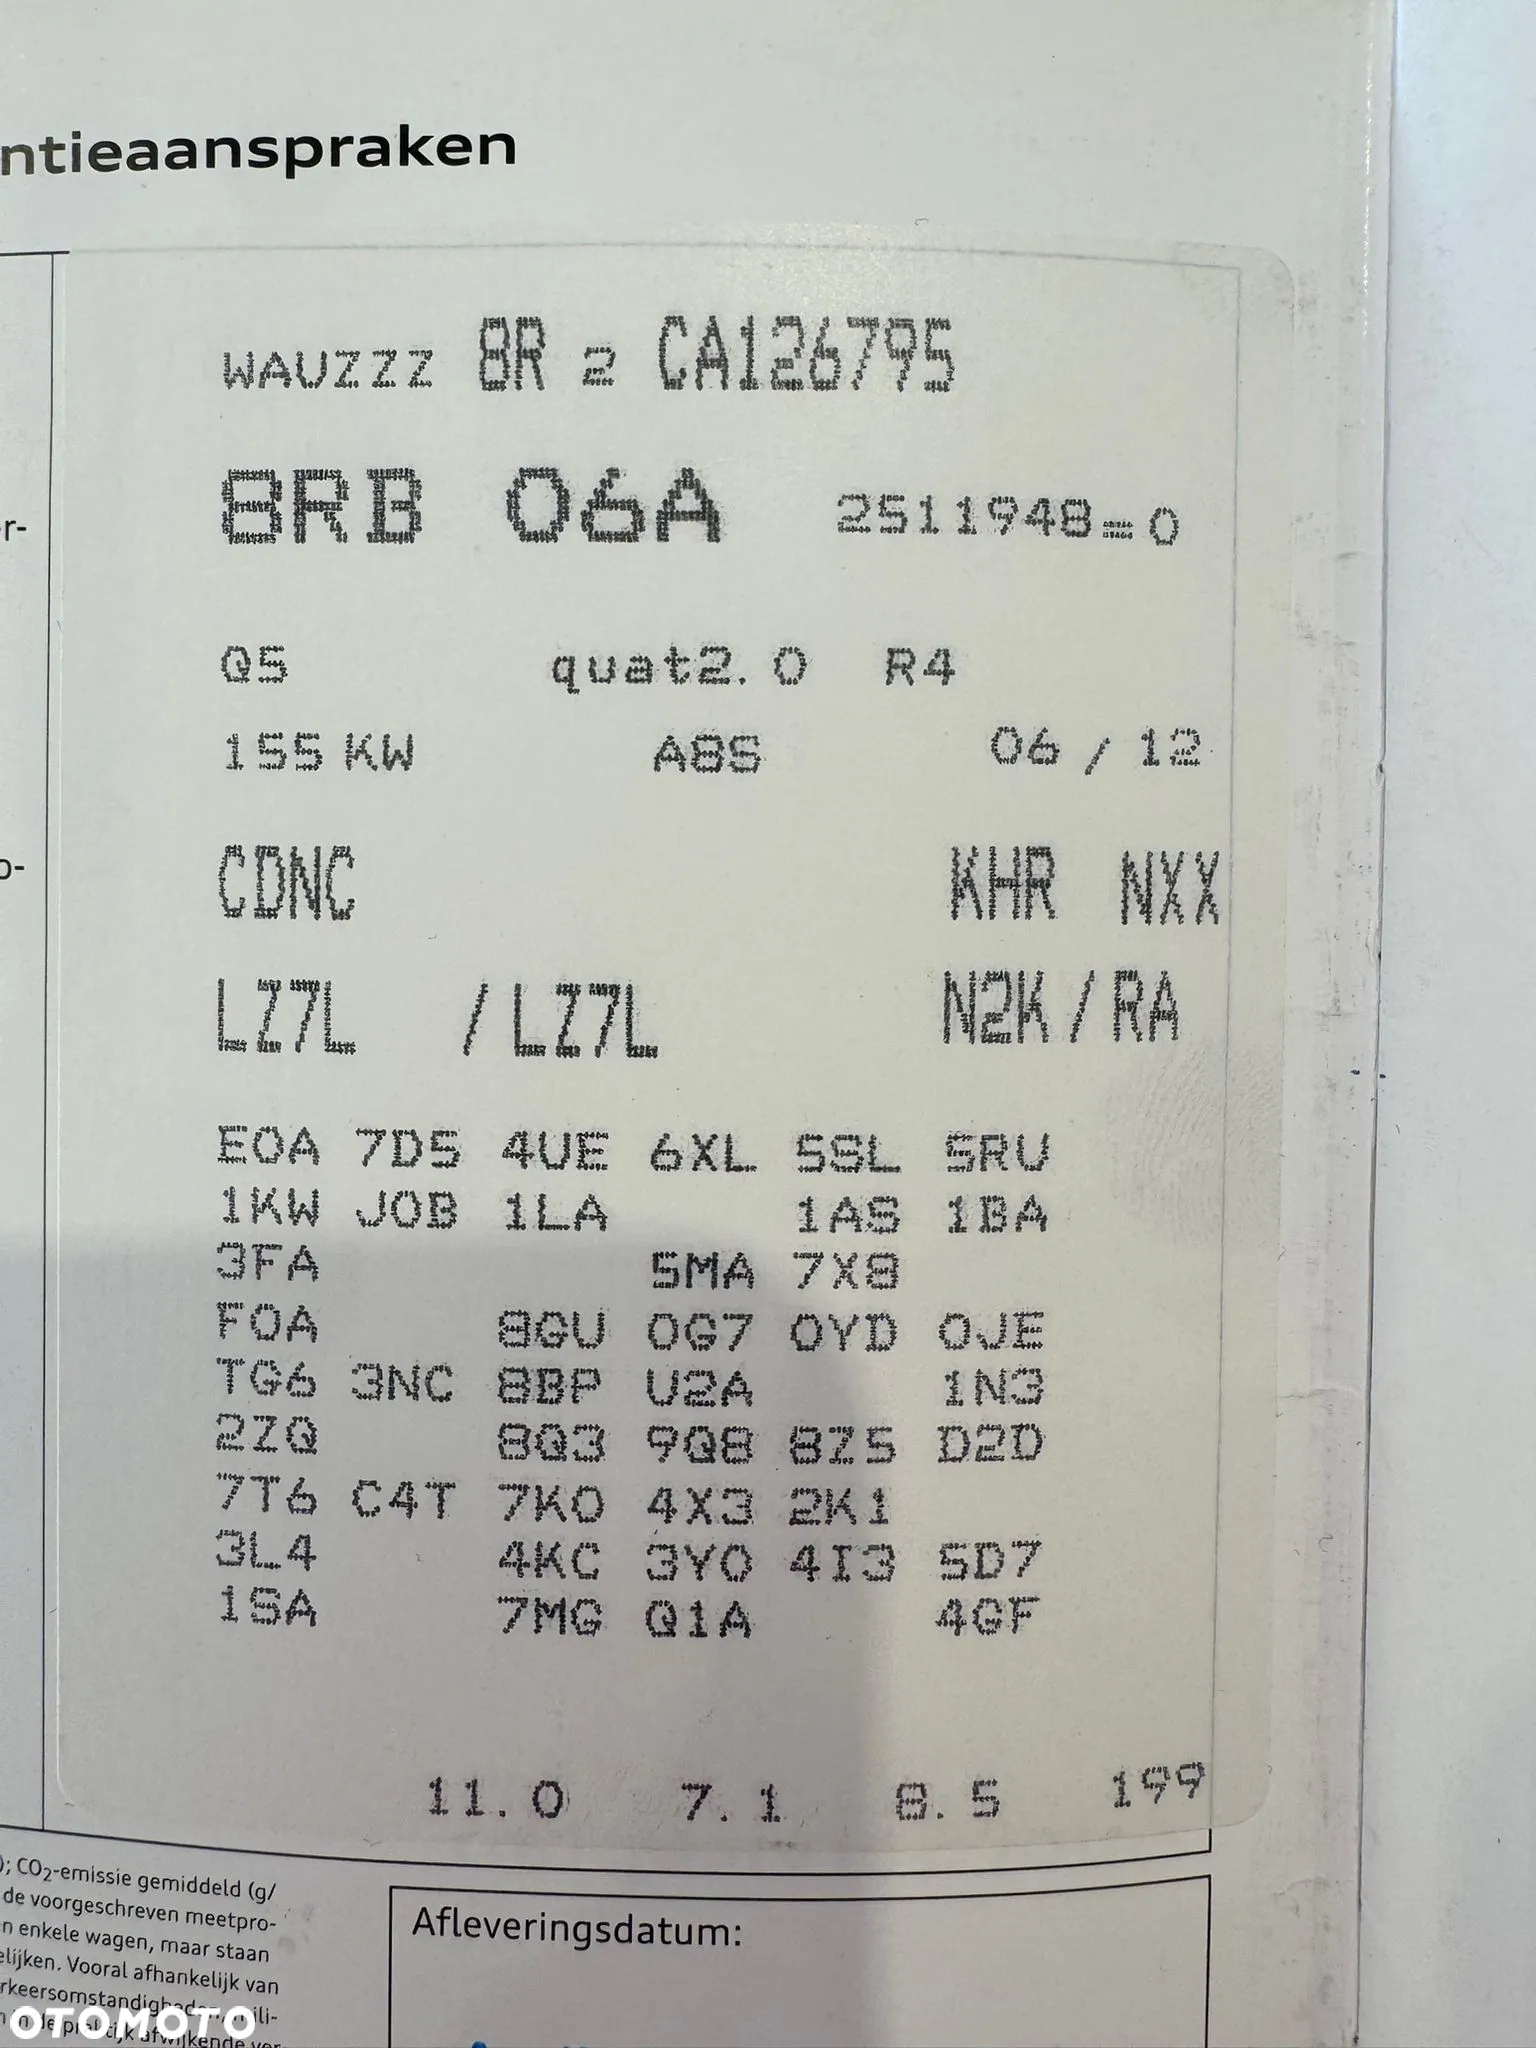 ntieaanspraken
WAUZZZ 8R 2 CA126795
8RB 06A 2511948 0
Q5 quat2.0 R4
155 KW ABS 06 / 12
CDNC KHR NXX
LZ7L / LZ7L N2K / RA
E0A 7D5 4UE 6XL 5SL 5RU
1KW J0B 1LA 1AS 1BA
3FA 5MA 7X8
F0A 8GU 0G7 0YD 0JE
TG6 3NC 8BP U2A 1N3
2ZQ 8Q3 9Q8 8Z5 D2D
7T6 C4T 7K0 4X3 2K1
3L4 4KC 3Y0 4I3 5D7
1SA 7MG Q1A 4GF
11.0 7.1 8.5 199
er-
o-
); CO2-emissie gemiddeld (g/
de voorgeschreven meetpro-
n enkele wagen, maar staan
elijken. Vooral afhankelijk van
Afleveringsdatum:
OTOMOTO